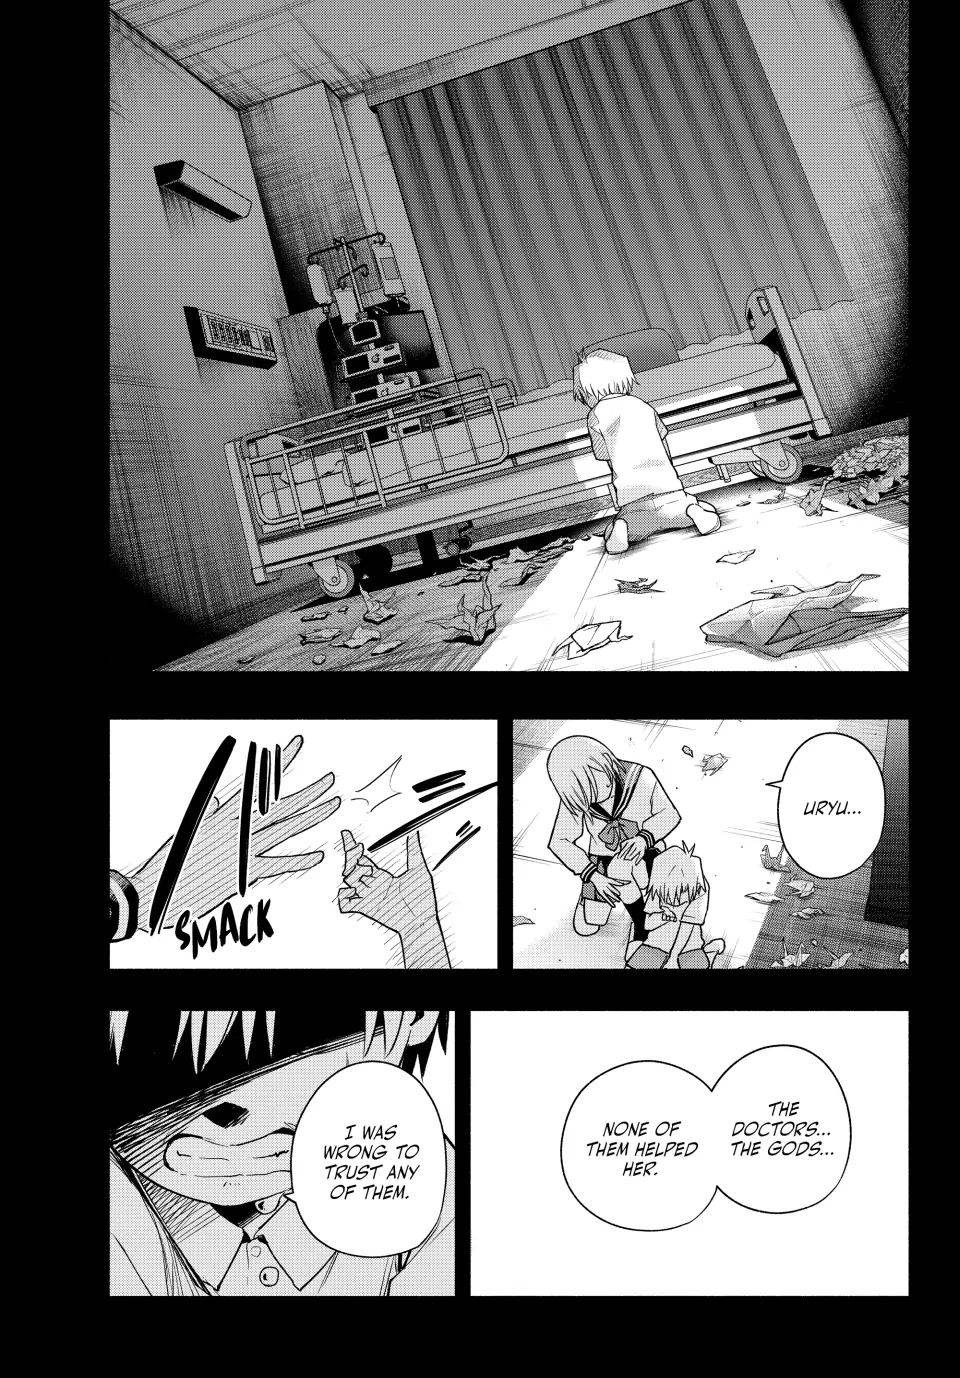 URYU...
SMACK
THE
DOCTORS...
THE GODS...
NONE OF
THEM HELPED
HER.
I WAS
WRONG TO
TRUST ANY
OF THEM.